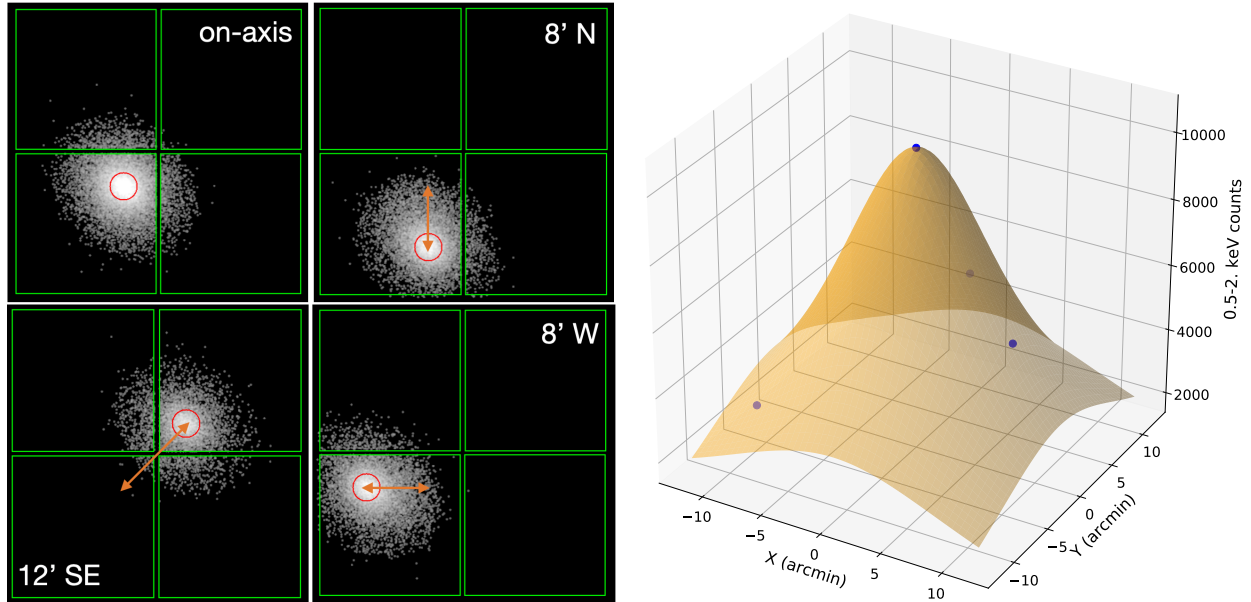 on-axis
8' N
12' SE
8' W
10000
8000
6000
4000
2000
0.5-2. keV counts
−10
−5
0
5
10
X (arcmin)
−10
−5
0
5
10
Y (arcmin)